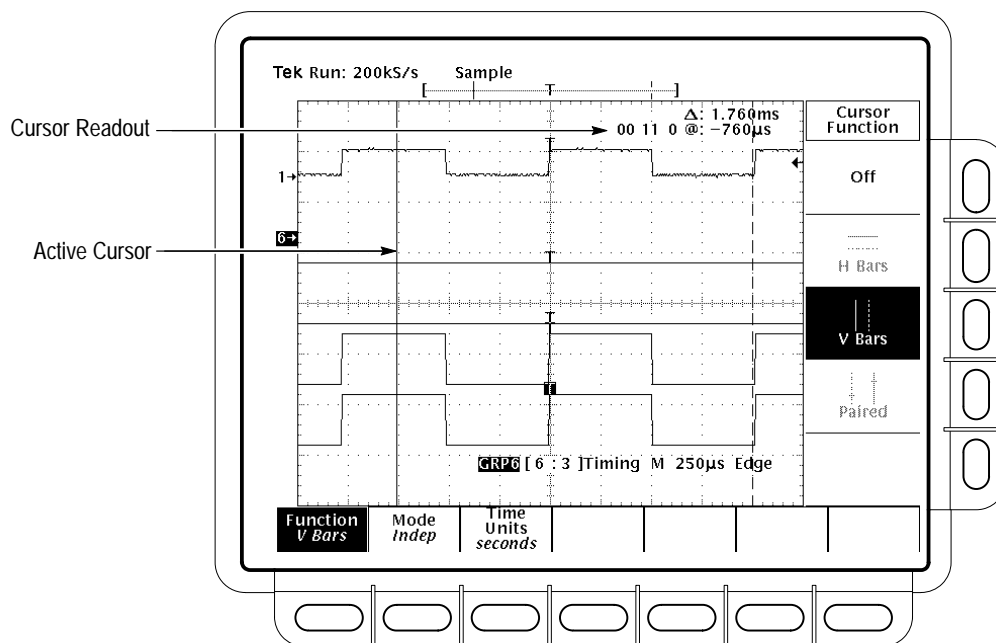 Tek Run: 200kS/s Sample
[ T ]
Δ: 1.760ms
00 11 0 @: −760µs
Cursor Readout
1→
6→
Active Cursor
T
T
T
T
GRP6 [ 6 : 3 ]Timing M 250µs Edge
Cursor
Function
Off
H Bars
V Bars
Paired
Function
V Bars
Mode
Indep
Time
Units
seconds